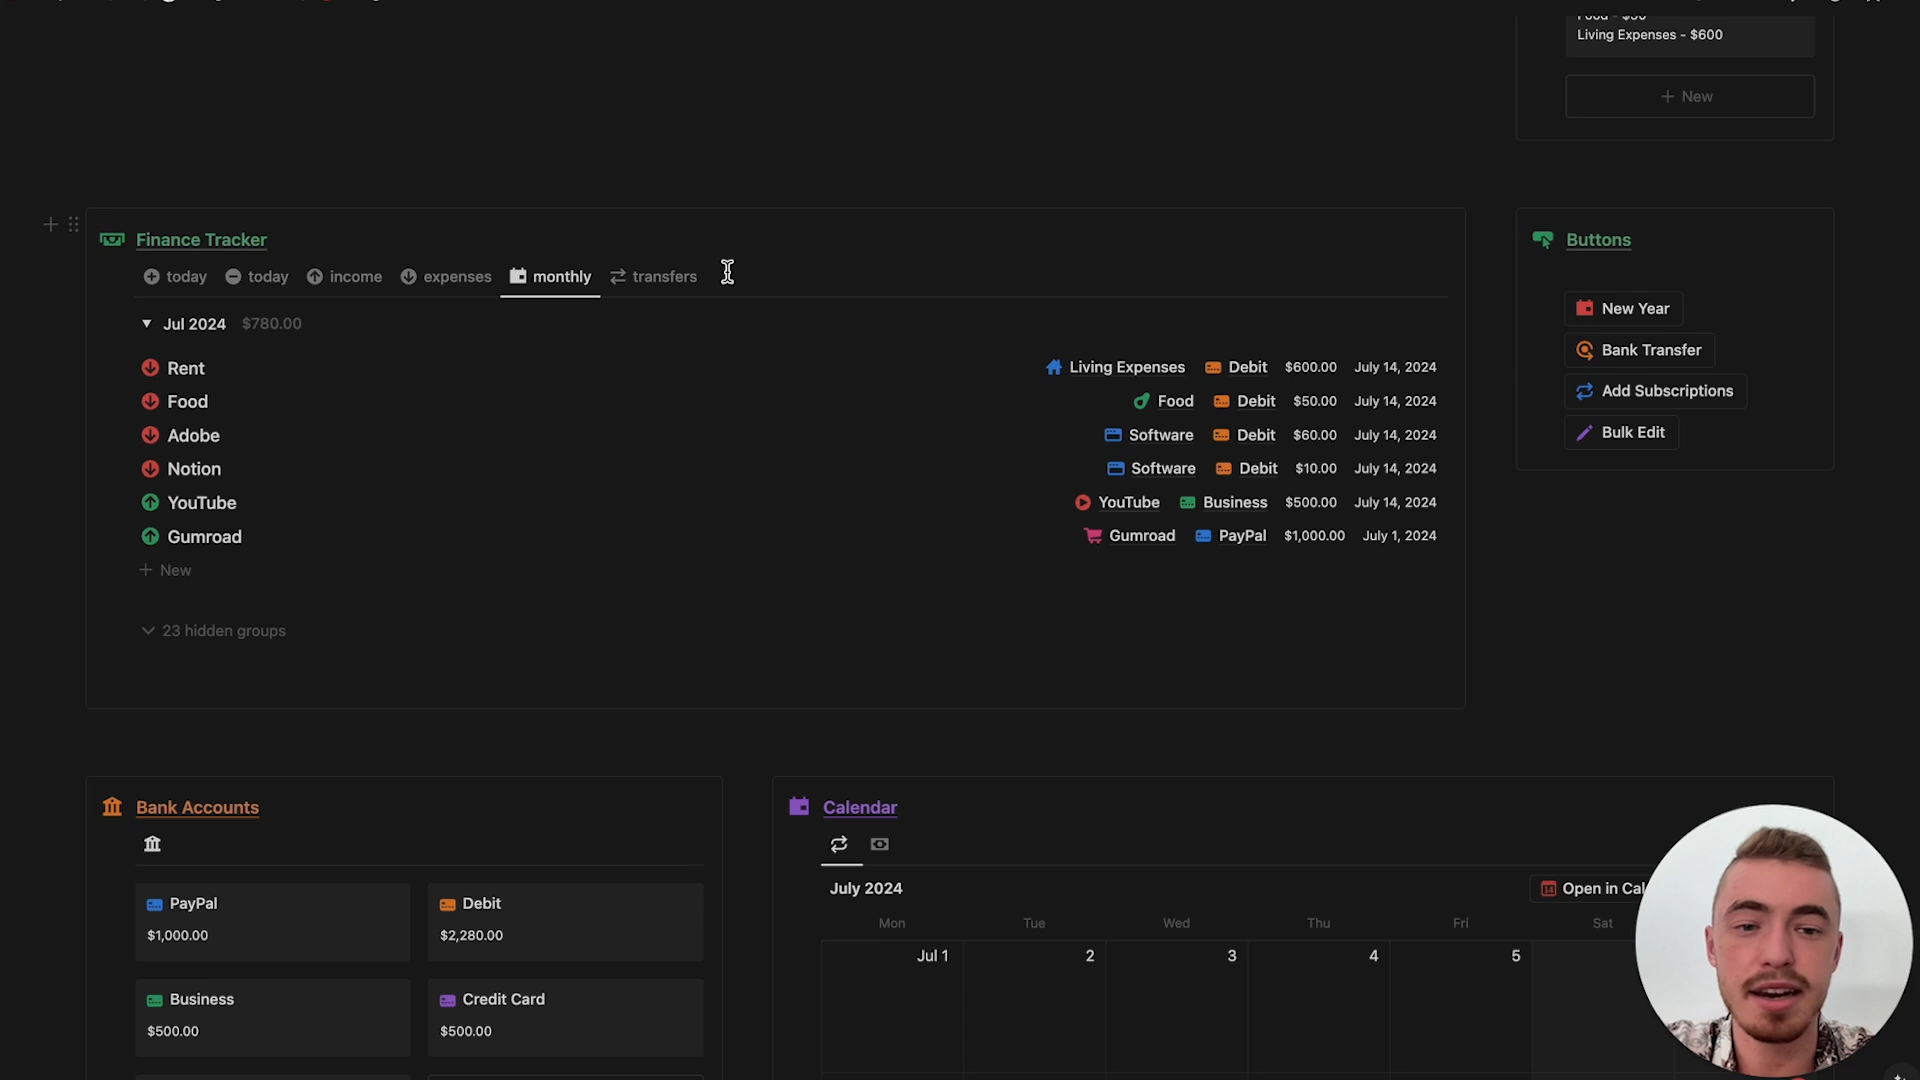 Living Expenses - $600
+ New
Finance Tracker
today today income expenses monthly transfers
Jul 2024 $780.00
Rent Living Expenses Debit $600.00 July 14, 2024
Food Food Debit $50.00 July 14, 2024
Adobe Software Debit $60.00 July 14, 2024
Notion Software Debit $10.00 July 14, 2024
YouTube YouTube Business $500.00 July 14, 2024
Gumroad Gumroad PayPal $1,000.00 July 1, 2024
+ New
23 hidden groups
Buttons
New Year
Bank Transfer
Add Subscriptions
Bulk Edit
Bank Accounts
PayPal
$1,000.00
Debit
$2,280.00
Business
$500.00
Credit Card
$500.00
Calendar
July 2024
Open in Cal
Mon Tue Wed Thu Fri Sat
Jul 1 2 3 4 5